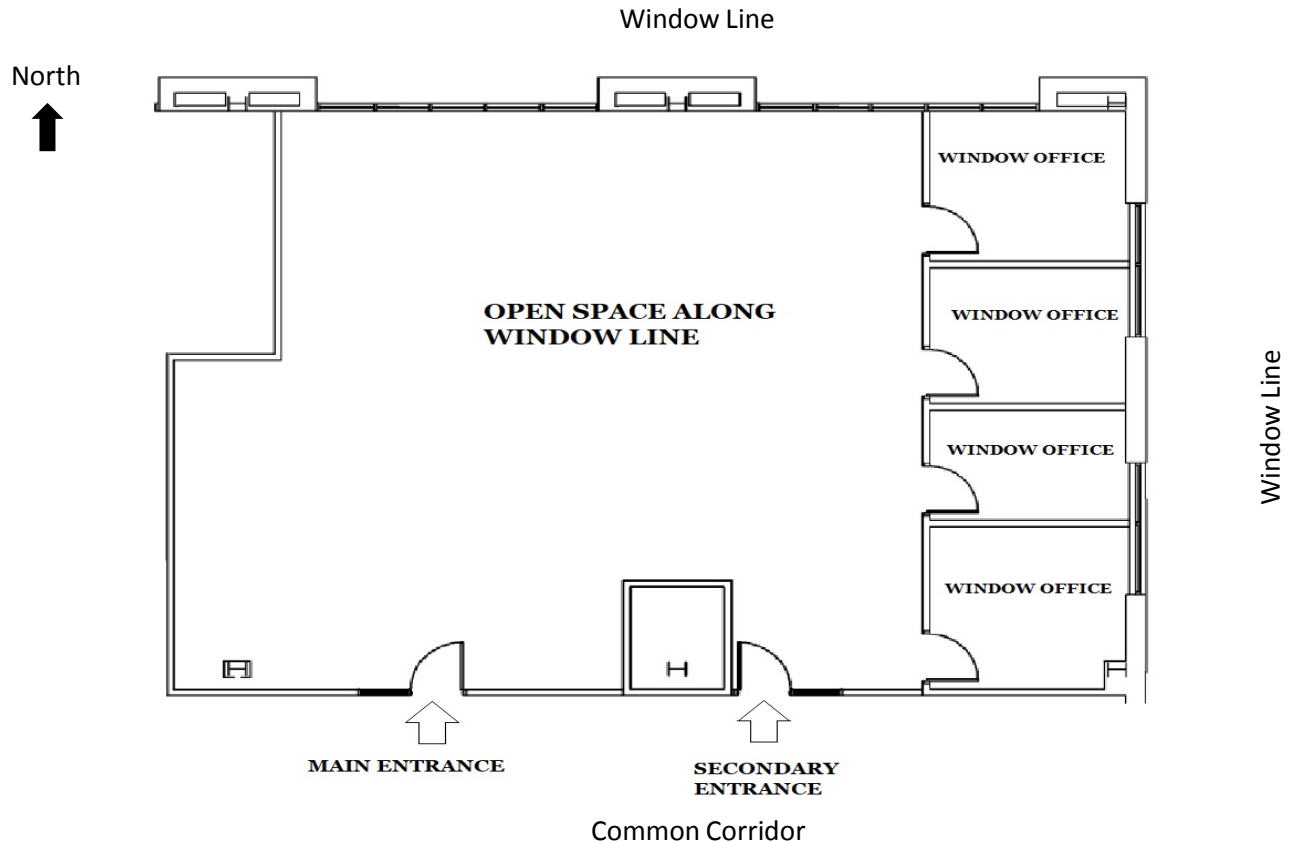 Window Line
North
WINDOW OFFICE
OPEN SPACE ALONG
WINDOW LINE
WINDOW OFFICE
Window Line
WINDOW OFFICE
WINDOW OFFICE
MAIN ENTRANCE
SECONDARY
ENTRANCE
Common Corridor